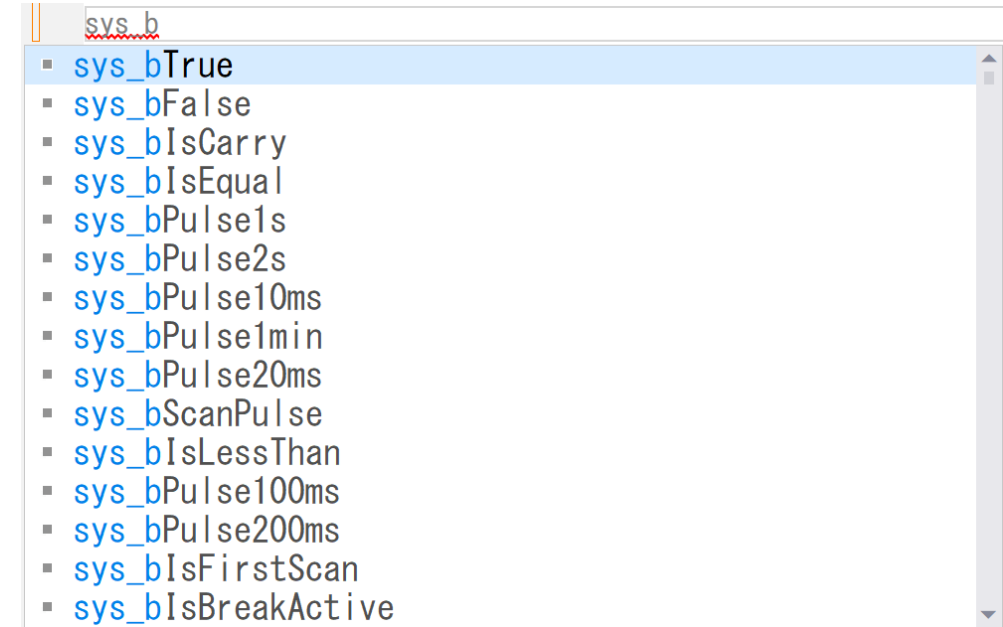 sys_b
sys_bTrue
sys_bFalse
sys_bIsCarry
sys_bIsEqual
sys_bPulse1s
sys_bPulse2s
sys_bPulse10ms
sys_bPulse1min
sys_bPulse20ms
sys_bScanPulse
sys_bIsLessThan
sys_bPulse100ms
sys_bPulse200ms
sys_bIsFirstScan
sys_bIsBreakActive